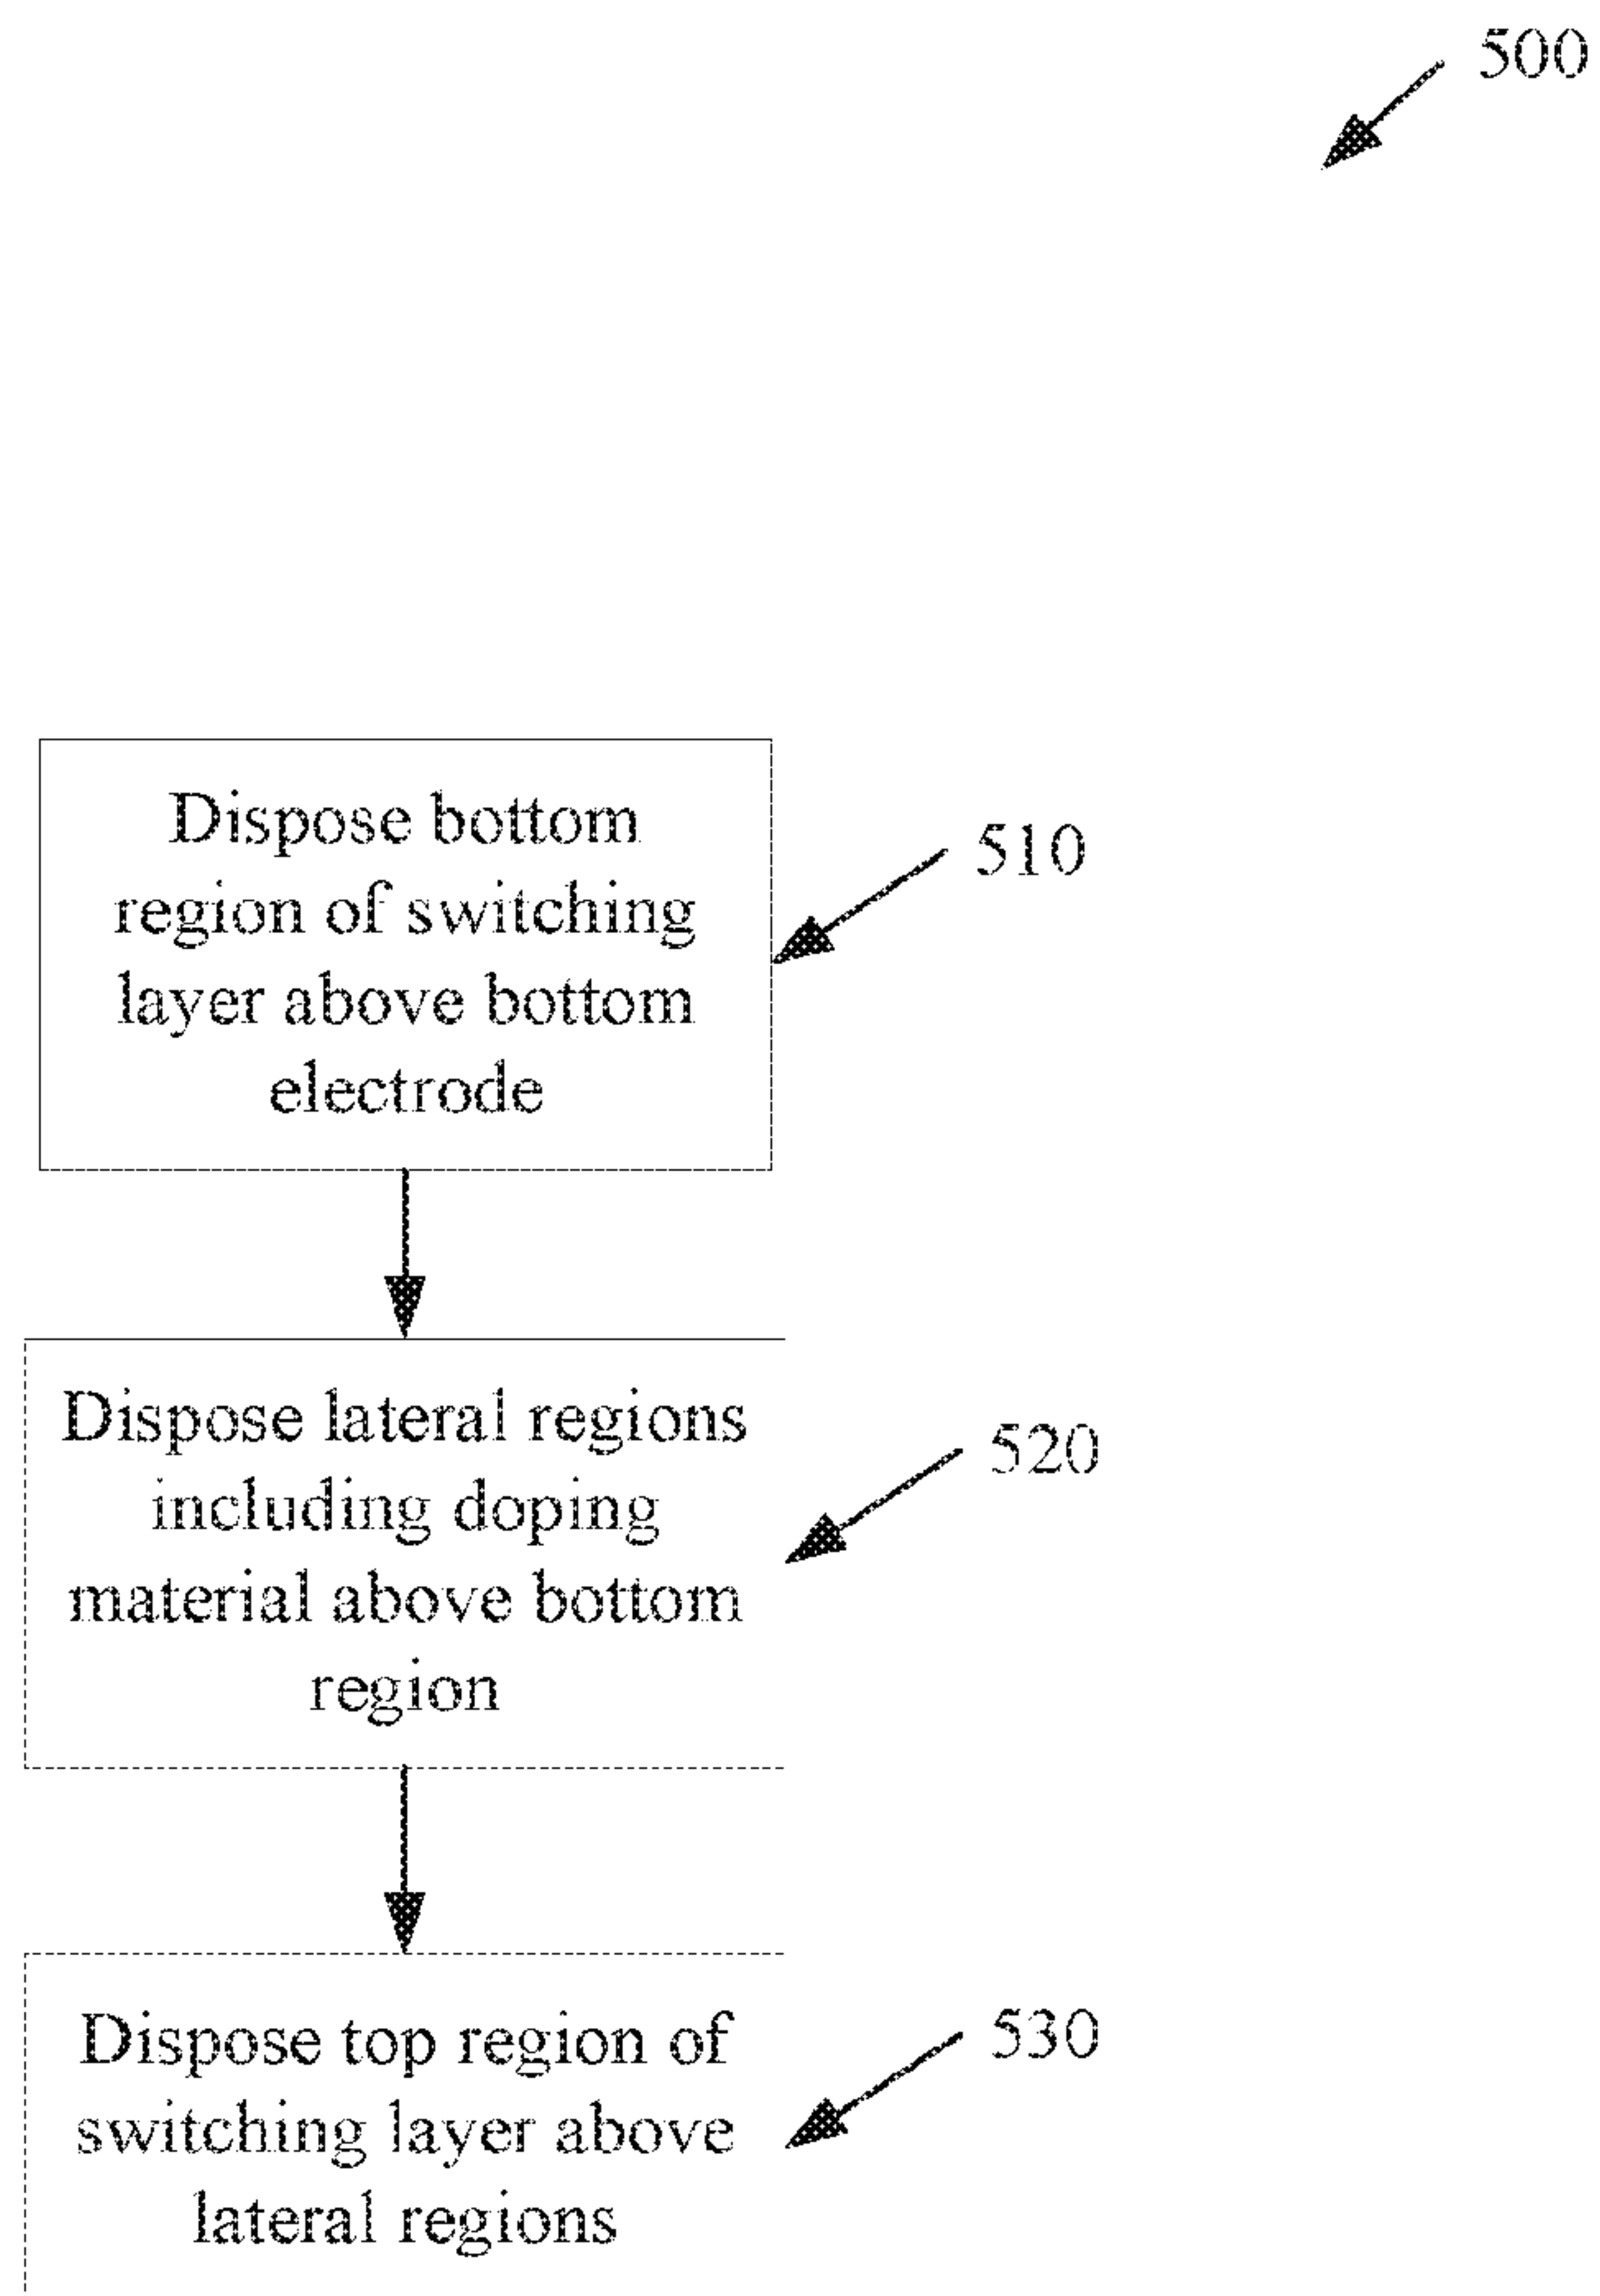 500
Dispose bottom
region of switching
layer above bottom
electrode
510
Dispose lateral regions
including doping
material above bottom
region
520
Dispose top region of
switching layer above
lateral regions
530